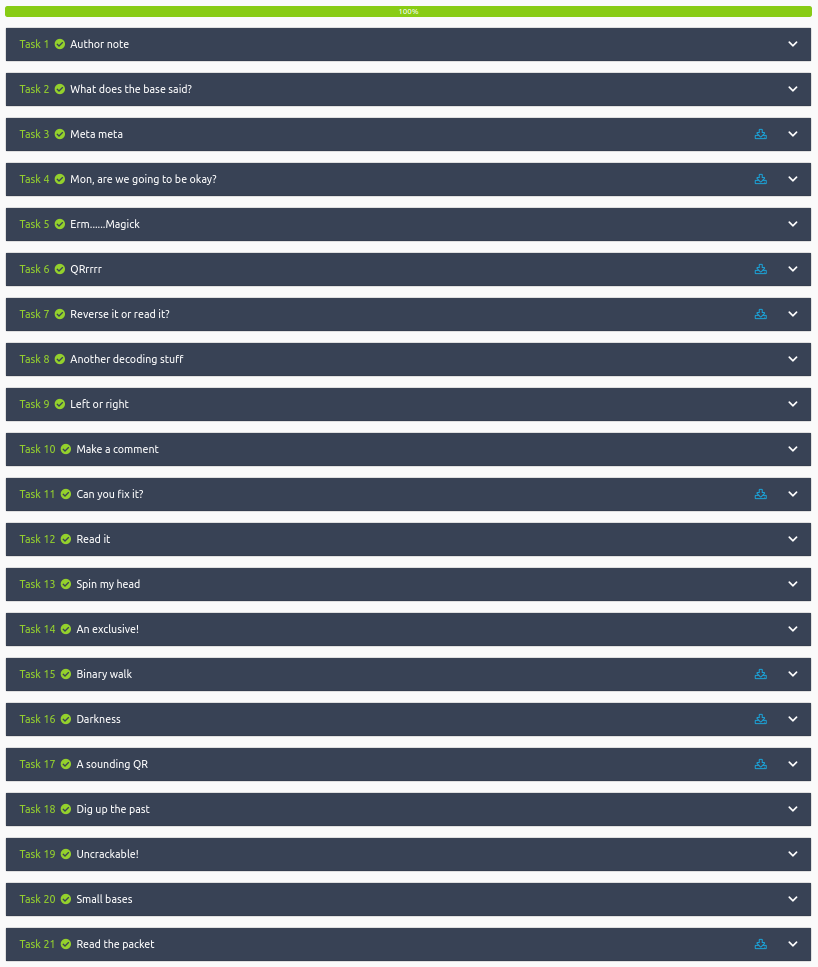 100%
Task 1 Author note
Task 2 What does the base said?
Task 3 Meta meta
Task 4 Mon, are we going to be okay?
Task 5 Erm......Magick
Task 6 QRrrrr
Task 7 Reverse it or read it?
Task 8 Another decoding stuff
Task 9 Left or right
Task 10 Make a comment
Task 11 Can you fix it?
Task 12 Read it
Task 13 Spin my head
Task 14 An exclusive!
Task 15 Binary walk
Task 16 Darkness
Task 17 A sounding QR
Task 18 Dig up the past
Task 19 Uncrackable!
Task 20 Small bases
Task 21 Read the packet